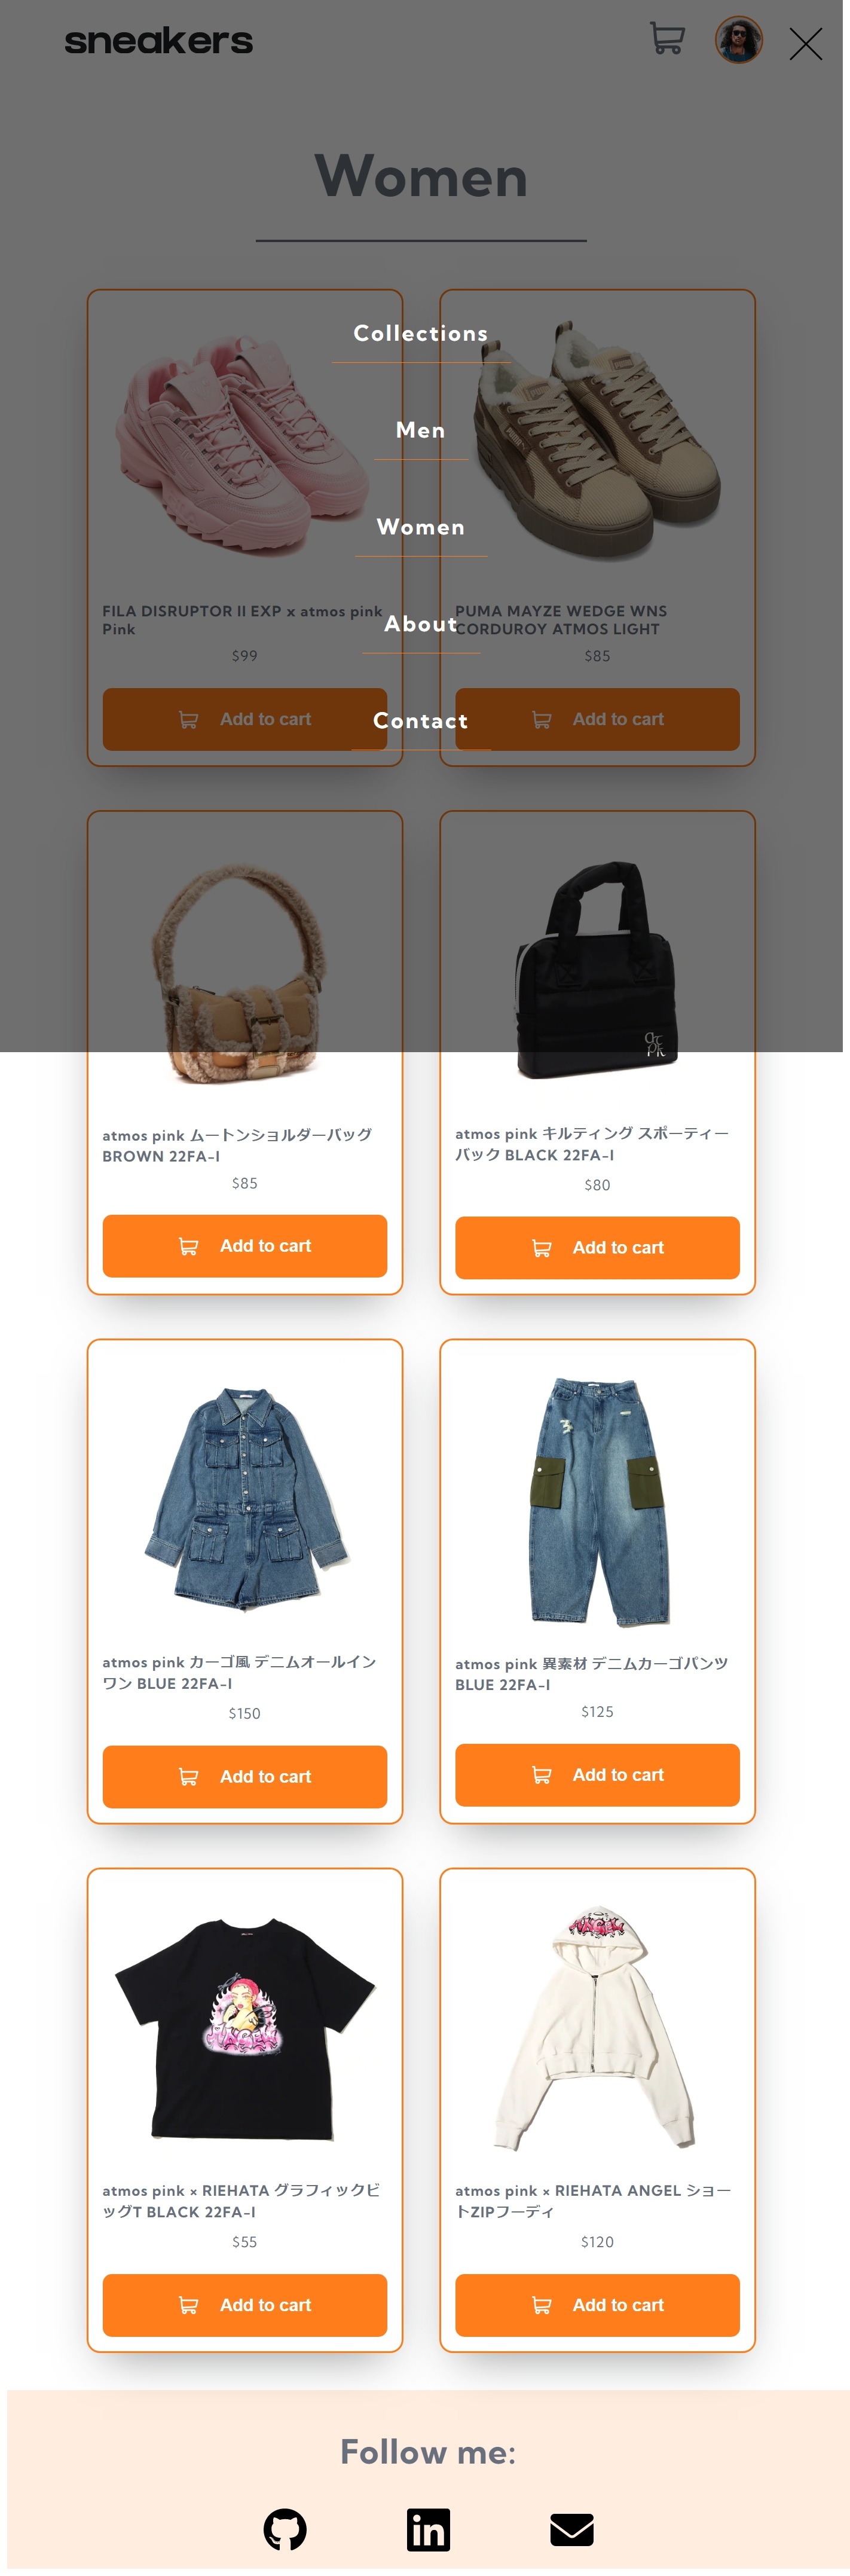 sneakers
Women
Collections
Men
Women
About
Contact
FILA DISRUPTOR II EXP x atmos pink
Pink
$99
Add to cart
PUMA MAYZE WEDGE WNS
CORDUROY ATMOS LIGHT
$85
Add to cart
atmos pink ムートンショルダーバッグ
BROWN 22FA-I
$85
Add to cart
atmos pink キルティング スポーティー
バック BLACK 22FA-I
$80
Add to cart
atmos pink カーゴ風 デニムオールイン
ワン BLUE 22FA-I
$150
Add to cart
atmos pink 異素材 デニムカーゴパンツ
BLUE 22FA-I
$125
Add to cart
atmos pink × RIEHATA グラフィックビ
ッグT BLACK 22FA-I
$55
Add to cart
ANGEL
atmos pink × RIEHATA ANGEL ショー
トZIPフーディ
$120
Add to cart
Follow me:
in